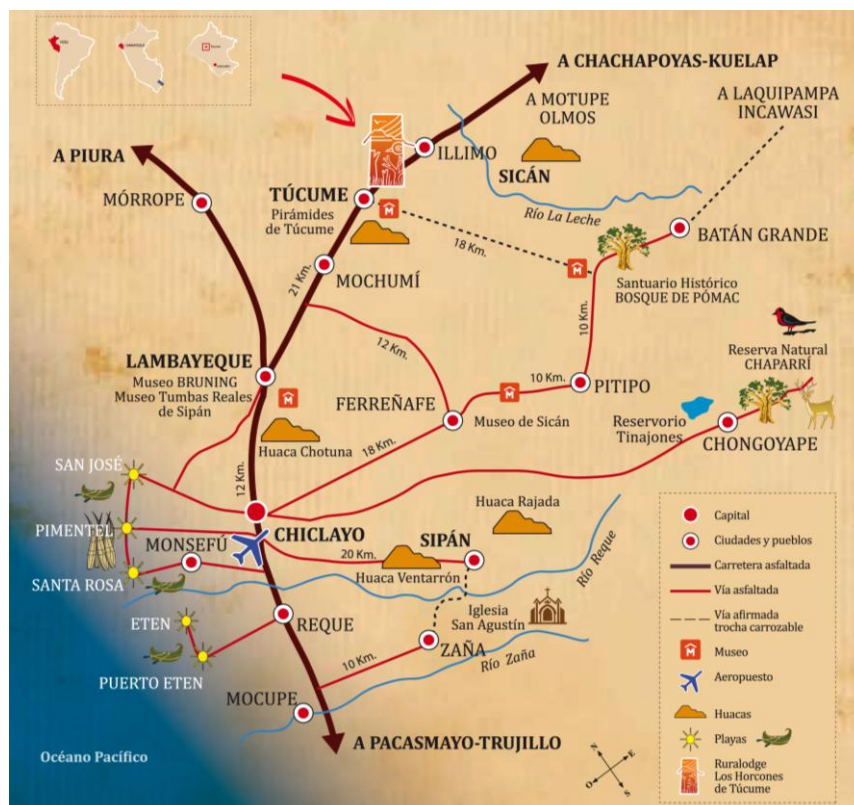 PERÚ
LAMBAYEQUE
A CHACHAPOYAS-KUELAP
A MOTUPE
OLMOS
A LAQUIPAMPA
INCAWASI
A PIURA
ILLIMO
SICÁN
MÓRROPE
TÚCUME
Pirámides
de Túcume
Río La Leche
BATÁN GRANDE
18 Km.
Santuario Histórico
BOSQUE DE PÓMAC
MOCHUMÍ
21 Km.
10 Km.
12 Km.
Reserva Natural
CHAPARRÍ
LAMBAYEQUE
Museo BRUNING
Museo Tumbas Reales
de Sipán
10 Km.
PITIPO
FERREÑAFE
Museo de Sicán
Reservorio
Tinajones
CHONGOYAPE
Huaca Chotuna
18 Km.
12 Km.
SAN JOSÉ
Huaca Rajada
PIMENTEL
CHICLAYO
SIPÁN
MONSEFÚ
20 Km.
Huaca Ventarrón
Río Reque
SANTA ROSA
Iglesia
San Agustín
ETEN
REQUE
ZAÑA
10 Km.
Río Zaña
PUERTO ETEN
MOCUPE
A PACASMAYO-TRUJILLO
Océano Pacífico
N
E
O
S
Capital
Ciudades y pueblos
Carretera asfaltada
Vía asfaltada
Vía afirmada
trocha carrozable
M
Museo
Aeropuesto
Huacas
Playas
Ruralodge
Los Horcones
de Túcume